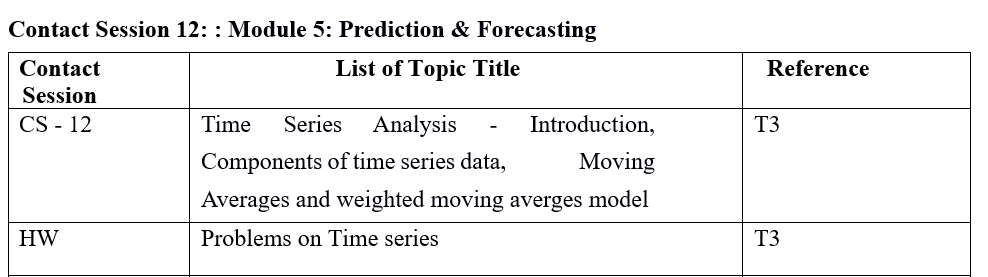 Contact Session 12: : Module 5: Prediction & Forecasting
Contact Session
List of Topic Title
Reference
CS - 12
Time Series Analysis - Introduction,
Components of time series data, Moving
Averages and weighted moving averges model
T3
HW
Problems on Time series
T3